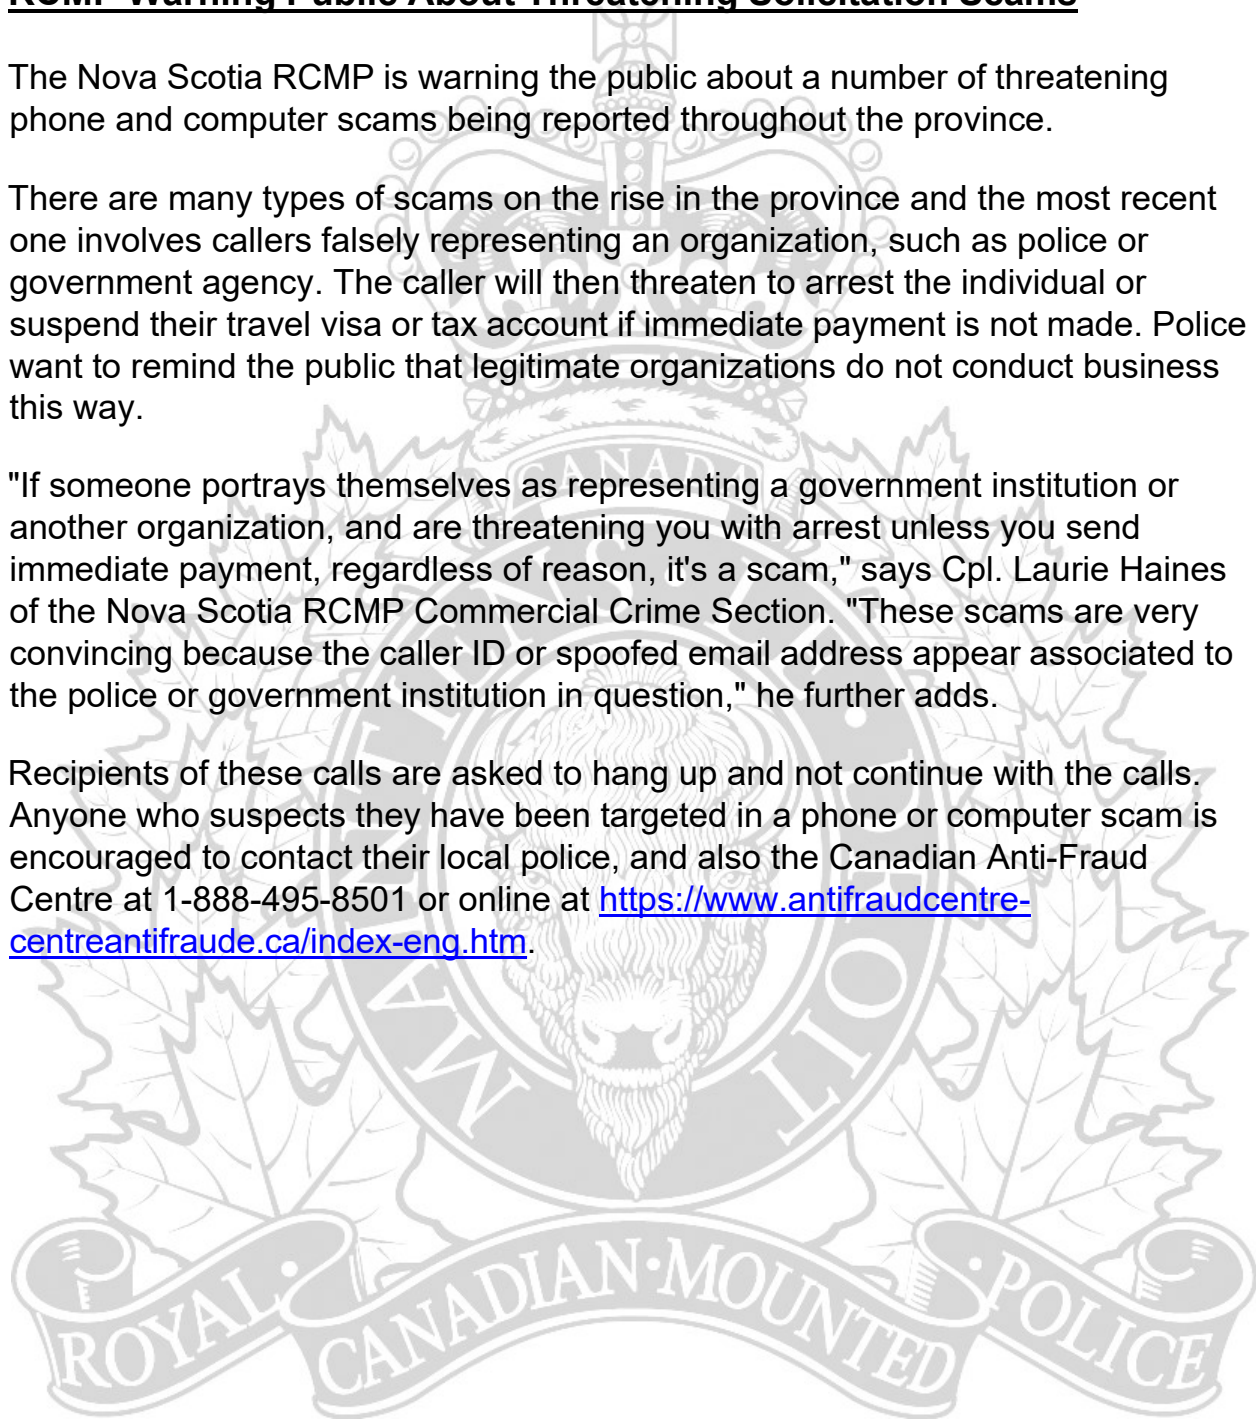 RCMP Warning Public About Threatening Solicitation Scams
The Nova Scotia RCMP is warning the public about a number of threatening
phone and computer scams being reported throughout the province.
There are many types of scams on the rise in the province and the most recent
one involves callers falsely representing an organization, such as police or
government agency. The caller will then threaten to arrest the individual or
suspend their travel visa or tax account if immediate payment is not made. Police
want to remind the public that legitimate organizations do not conduct business
this way.
"If someone portrays themselves as representing a government institution or
another organization, and are threatening you with arrest unless you send
immediate payment, regardless of reason, it's a scam," says Cpl. Laurie Haines
of the Nova Scotia RCMP Commercial Crime Section. "These scams are very
convincing because the caller ID or spoofed email address appear associated to
the police or government institution in question," he further adds.
Recipients of these calls are asked to hang up and not continue with the calls.
Anyone who suspects they have been targeted in a phone or computer scam is
encouraged to contact their local police, and also the Canadian Anti-Fraud
Centre at 1-888-495-8501 or online at https://www.antifraudcentre-
centreantifraude.ca/index-eng.htm.
CANADA
MAINTIENS LE DROIT
ROYAL · CANADIAN · MOUNTED · POLICE